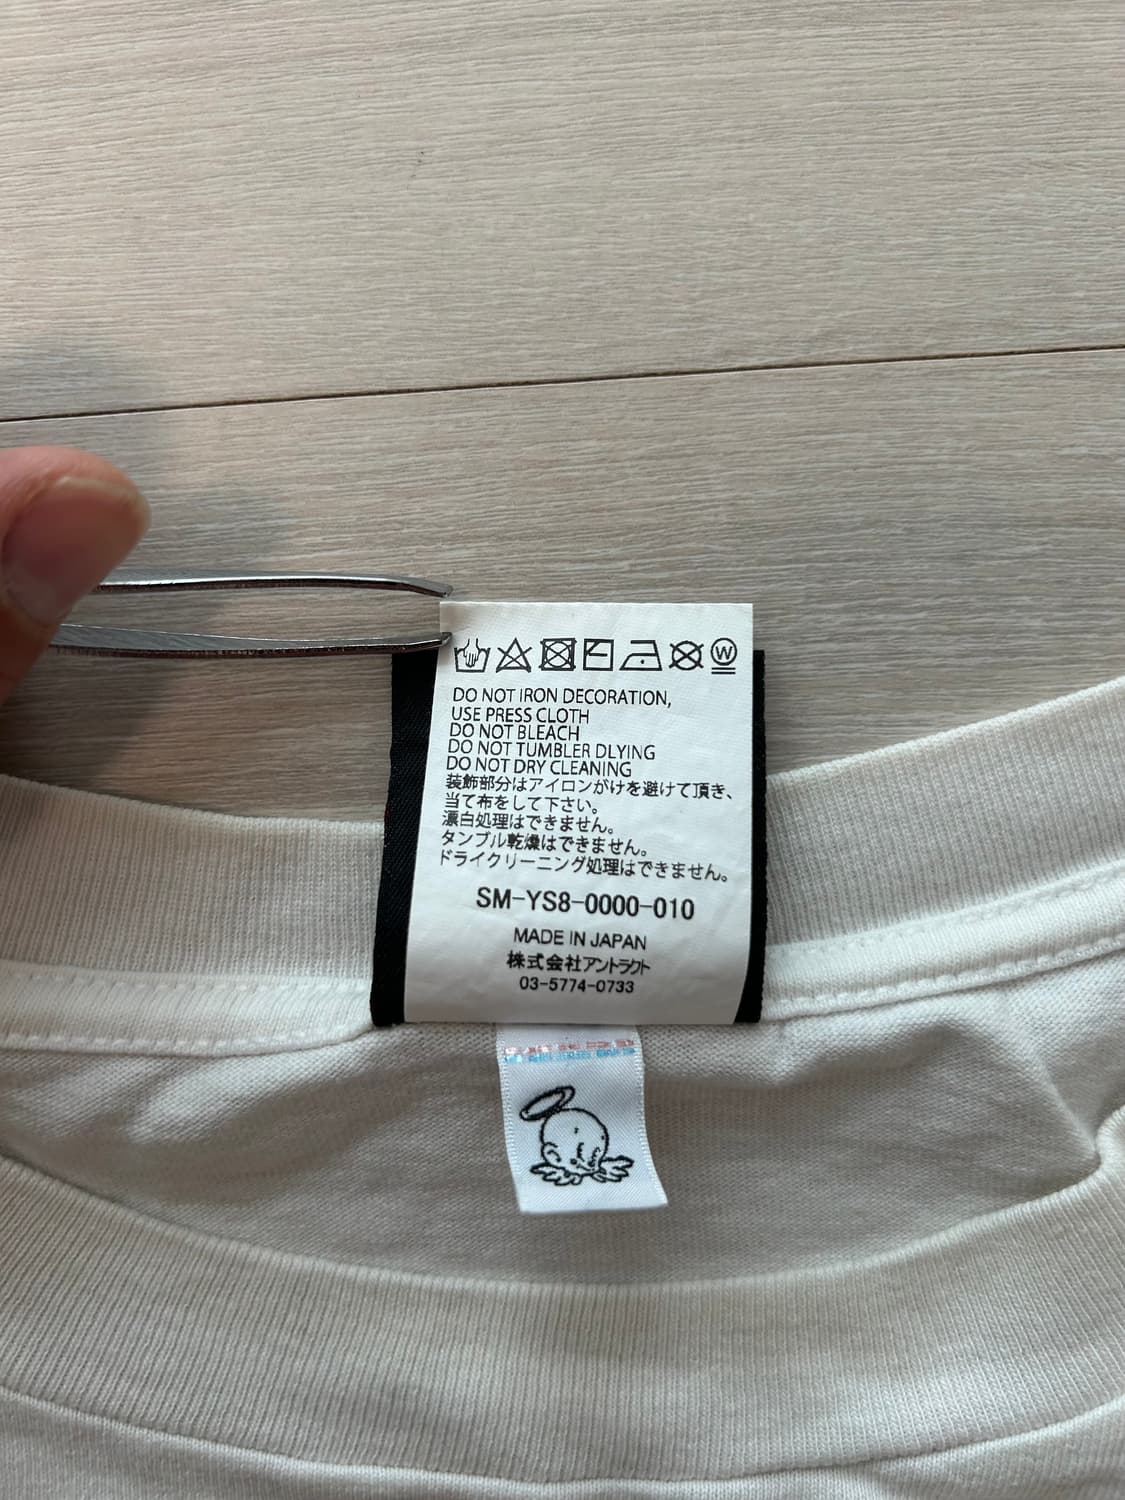 W
DO NOT IRON DECORATION,
USE PRESS CLOTH
DO NOT BLEACH
DO NOT TUMBLER DLYING
DO NOT DRY CLEANING
装飾部分はアイロンがけを避けて頂き、
当て布をして下さい。
漂白処理はできません。
タンブル乾燥はできません。
ドライクリーニング処理はできません。
SM-YS8-0000-010
MADE IN JAPAN
株式会社アントラクト
03-5774-0733